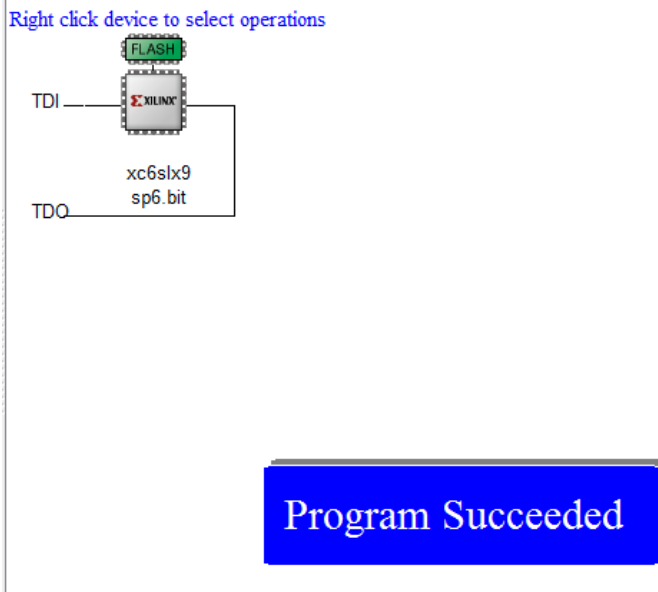 Right click device to select operations
FLASH
TDI
XILINX
xc6slx9
sp6.bit
TDO
Program Succeeded